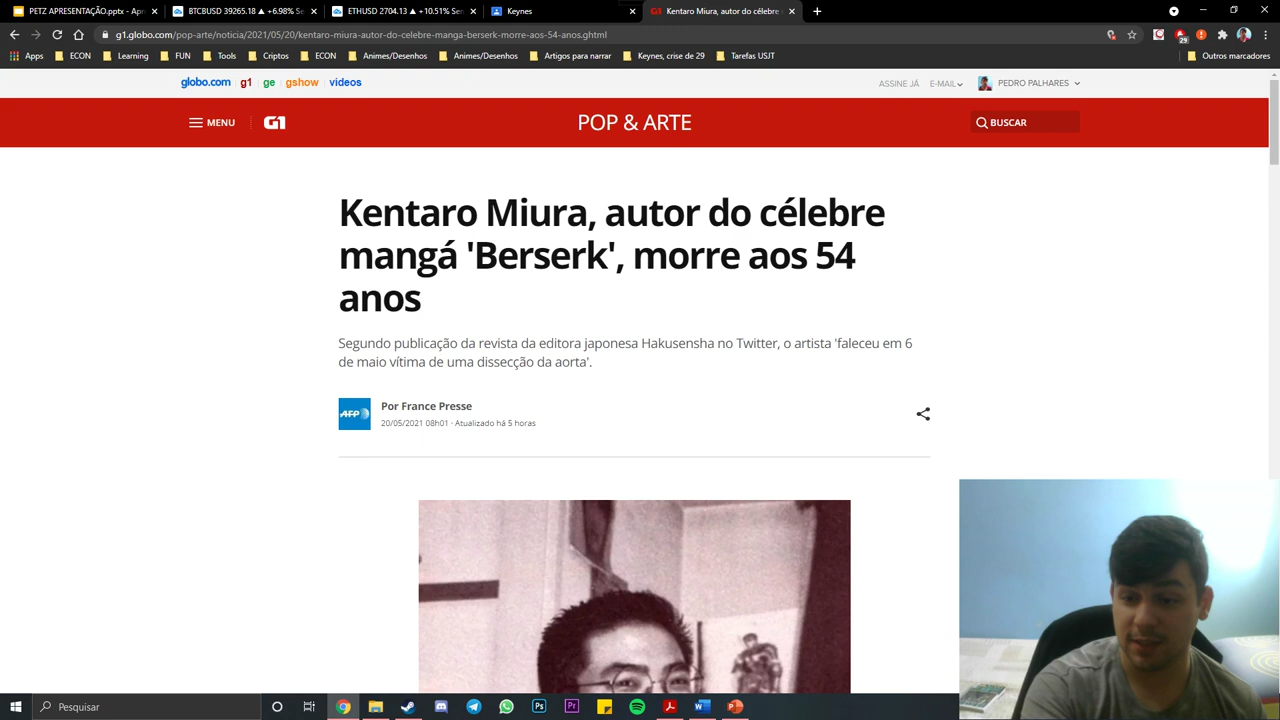 PETZ APRESENTAÇÃO.pptx - Apr
BTCBUSD 39265.18 ▲ +6.98% S
ETHUSD 2704.13 ▲ +10.51% Sem
Keynes
G1 Kentaro Miura, autor do célebre
g1.globo.com/pop-arte/noticia/2021/05/20/kentaro-miura-autor-do-celebre-manga-berserk-morre-aos-54-anos.ghtml
29
Apps ECON Learning FUN Tools Criptos ECON Animes/Desenhos Animes/Desenhos Artigos para narrar Keynes, crise de 29 Tarefas USJT Outros marcadores
globo.com g1 ge gshow vídeos ASSINE JÁ E-MAIL PEDRO PALHARES
MENU G1 POP & ARTE BUSCAR
Kentaro Miura, autor do célebre
mangá 'Berserk', morre aos 54
anos
Segundo publicação da revista da editora japonesa Hakusensha no Twitter, o artista 'faleceu em 6
de maio vítima de uma dissecção da aorta'.
AFP Por France Presse
20/05/2021 08h01 · Atualizado há 5 horas
Pesquisar
Ps
Pr